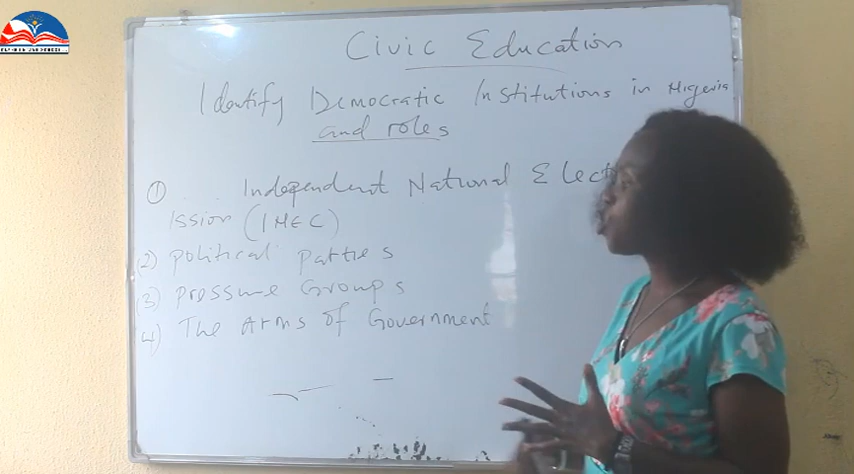 Civic Education
Identify Democratic Institutions in Nigeria
and roles
① Independent National Elect
ission (INEC)
(2) Political Parties
(3) Pressure Groups
4) The Arms of Government